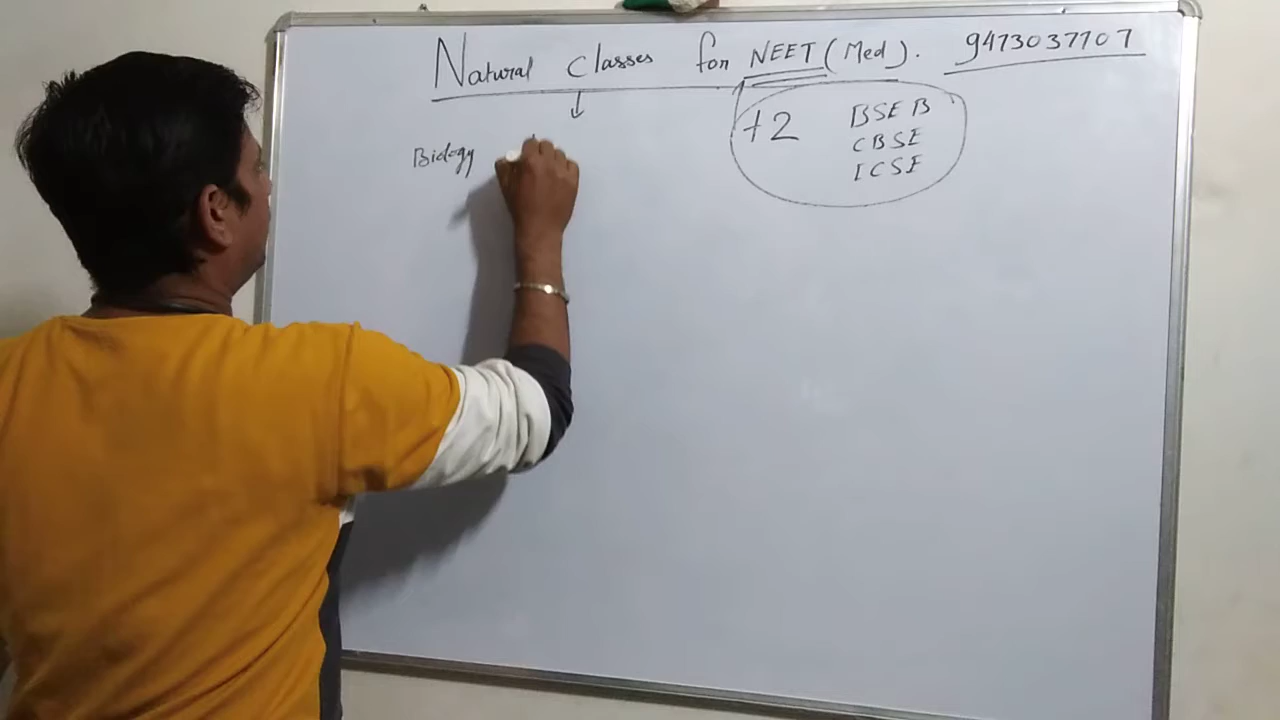 Natural Classes for NEET (Med). 9473037707
+2 BSEB
CBSE
ICSE
Biology